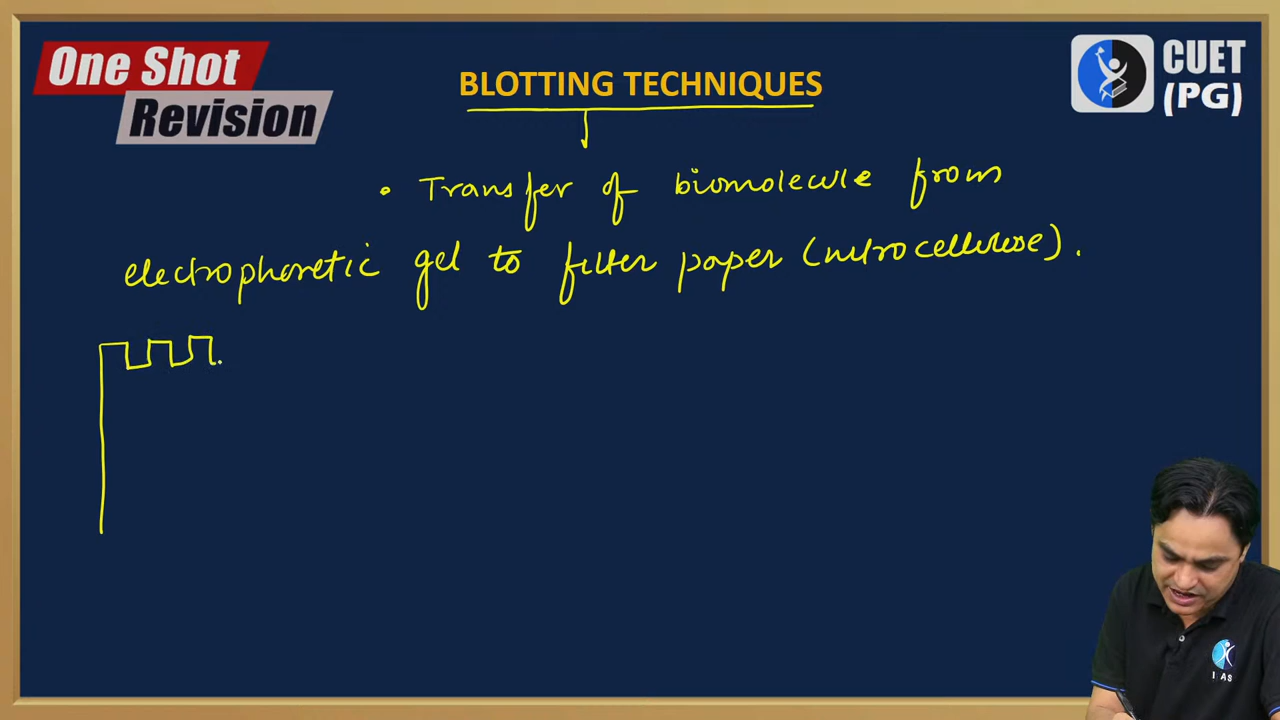 One Shot
Revision
BLOTTING TECHNIQUES
CUET
(PG)
• Transfer of biomolecule from
electrophoretic gel to filter paper (nitrocellulose).
IAS